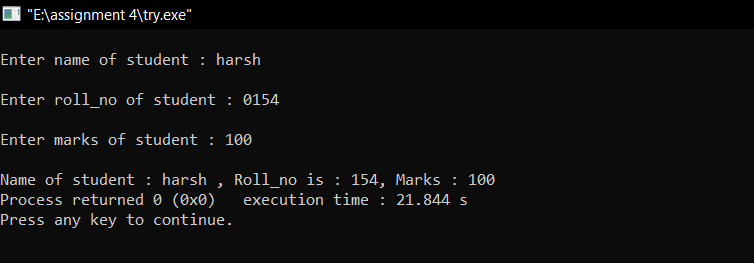 "E:\assignment 4\try.exe"
Enter name of student : harsh
Enter roll_no of student : 0154
Enter marks of student : 100
Name of student : harsh , Roll_no is : 154, Marks : 100
Process returned 0 (0x0)   execution time : 21.844 s
Press any key to continue.